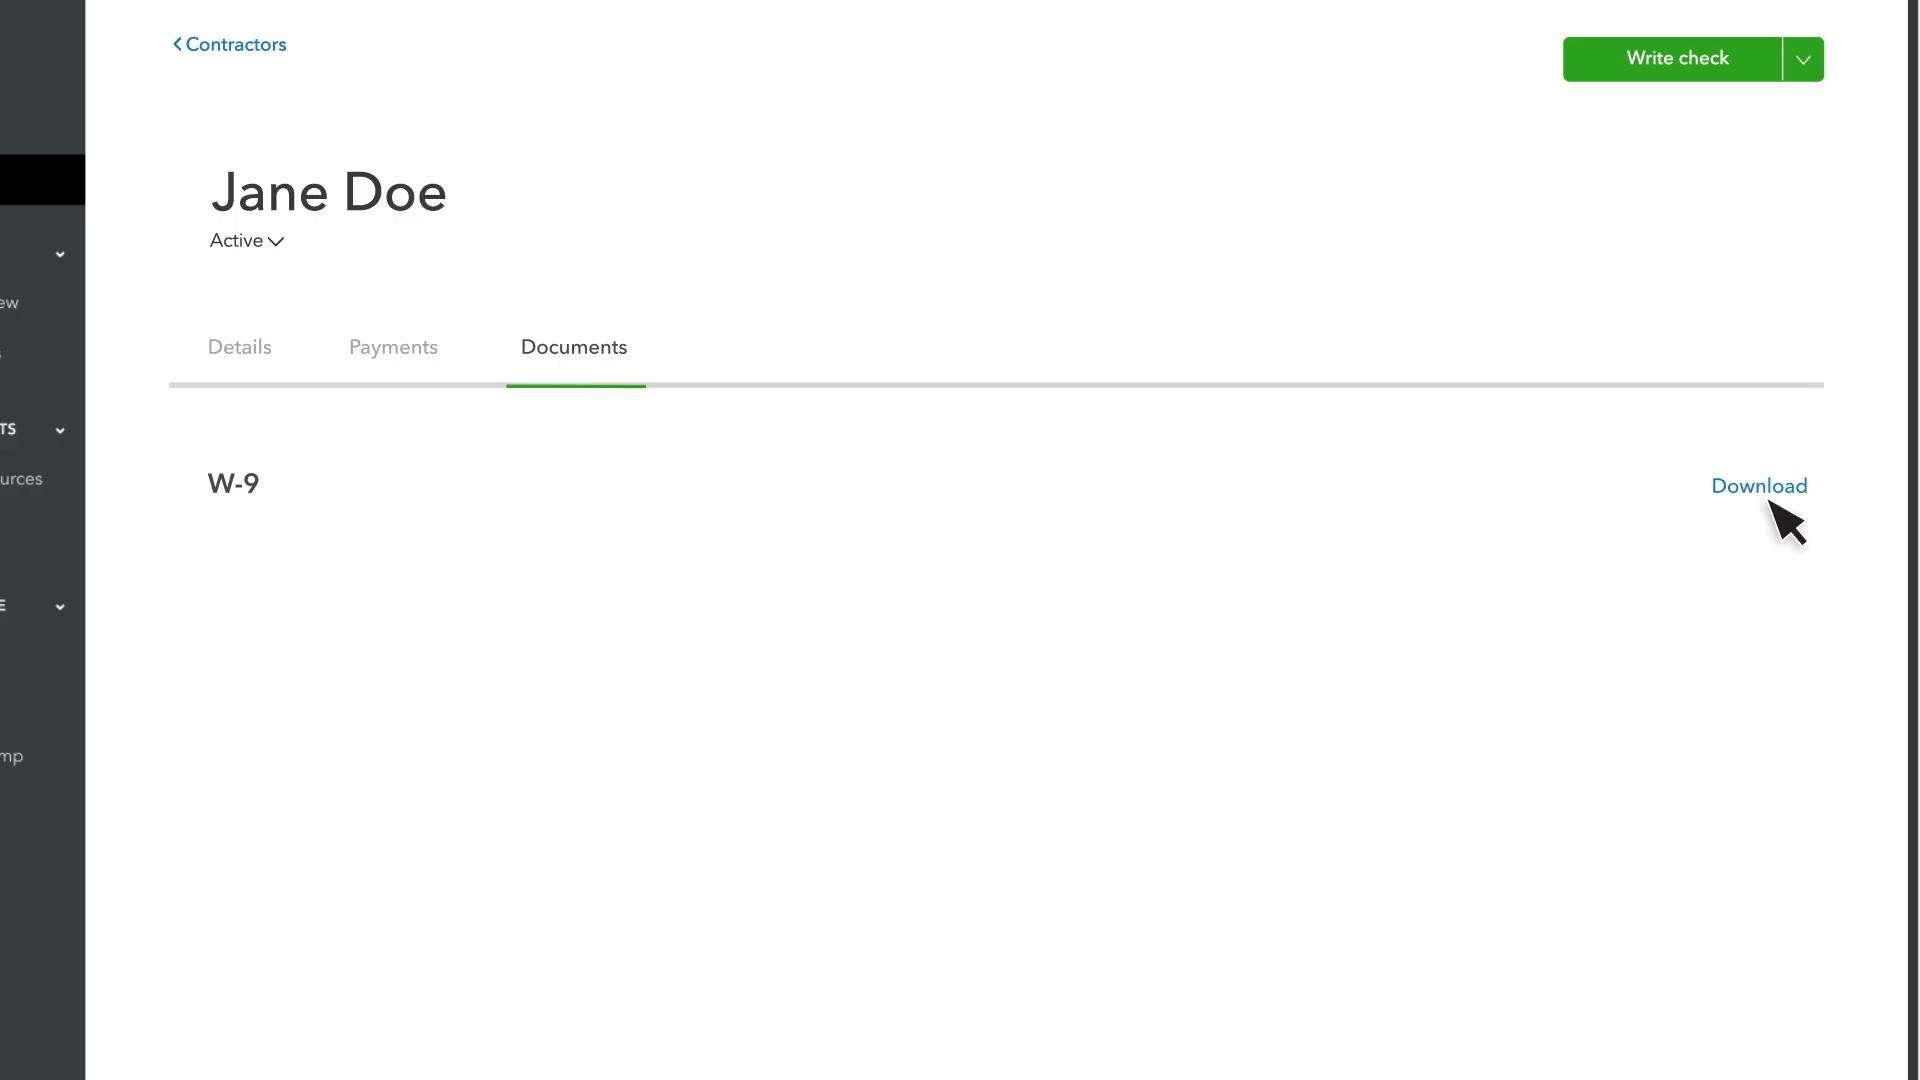 Contractors
Write check
Jane Doe
Active
Details
Payments
Documents
W-9
Download
ew
TS
urces
E
mp